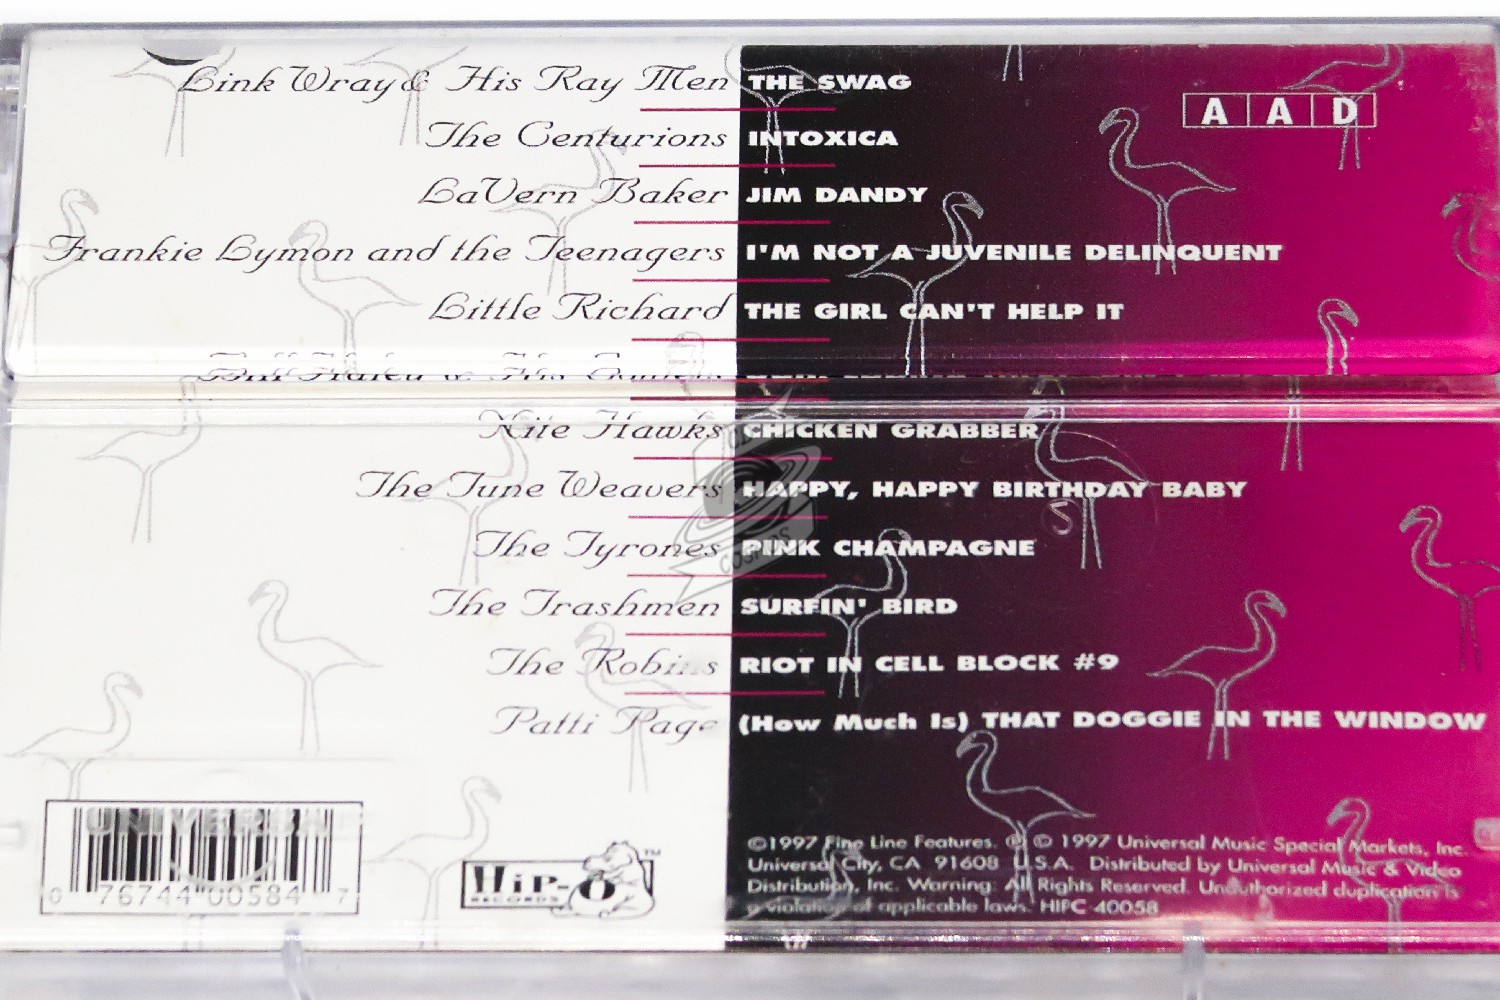 Link Wray & His Ray Men THE SWAG
AAD
The Centurions INTOXICA
LaVern Baker JIM DANDY
Frankie Lymon and the Teenagers I'M NOT A JUVENILE DELINQUENT
Little Richard THE GIRL CAN'T HELP IT
Nite Hawks CHICKEN GRABBER
The Tune Weavers HAPPY, HAPPY BIRTHDAY BABY
The Tyrones PINK CHAMPAGNE
The Trashmen SURFIN' BIRD
The Robins RIOT IN CELL BLOCK #9
Patti Page (How Much Is) THAT DOGGIE IN THE WINDOW
©1997 Fine Line Features. ℗ © 1997 Universal Music Special Markets, Inc.
Universal City, CA 91608 U.S.A. Distributed by Universal Music & Video
Distribution, Inc. Warning: All Rights Reserved. Unauthorized duplication is
a violation of applicable laws. HIPC-40058
0 76744 00584 7
HIP-O
RECORDS
TM